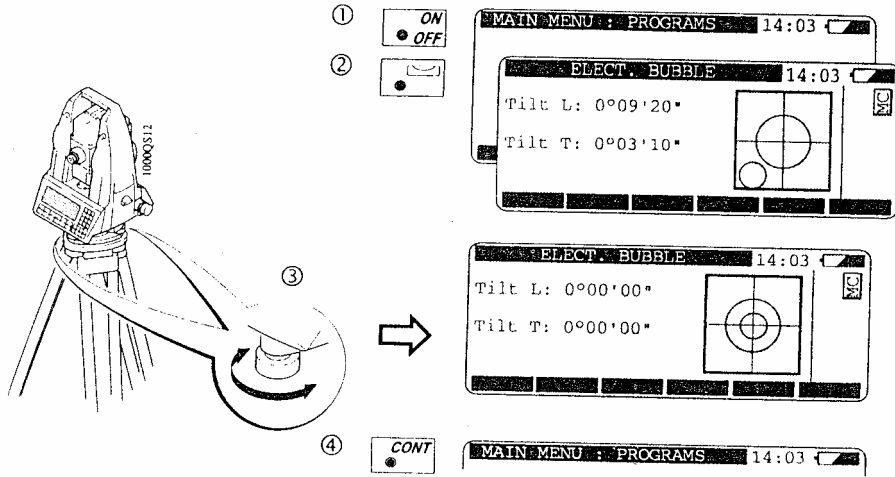 ① ON
OFF
MAIN MENU : PROGRAMS 14:03
②
ELECT. BUBBLE 14:03
MC
Tilt L: 0°09'20"
Tilt T: 0°03'10"
1000QS12
③
ELECT. BUBBLE 14:03
MC
Tilt L: 0°00'00"
Tilt T: 0°00'00"
④ CONT
MAIN MENU : PROGRAMS 14:03